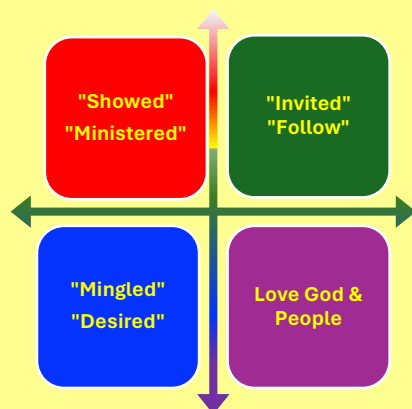 "Showed"
"Ministered"
"Invited"
"Follow"
"Mingled"
"Desired"
Love God &
People